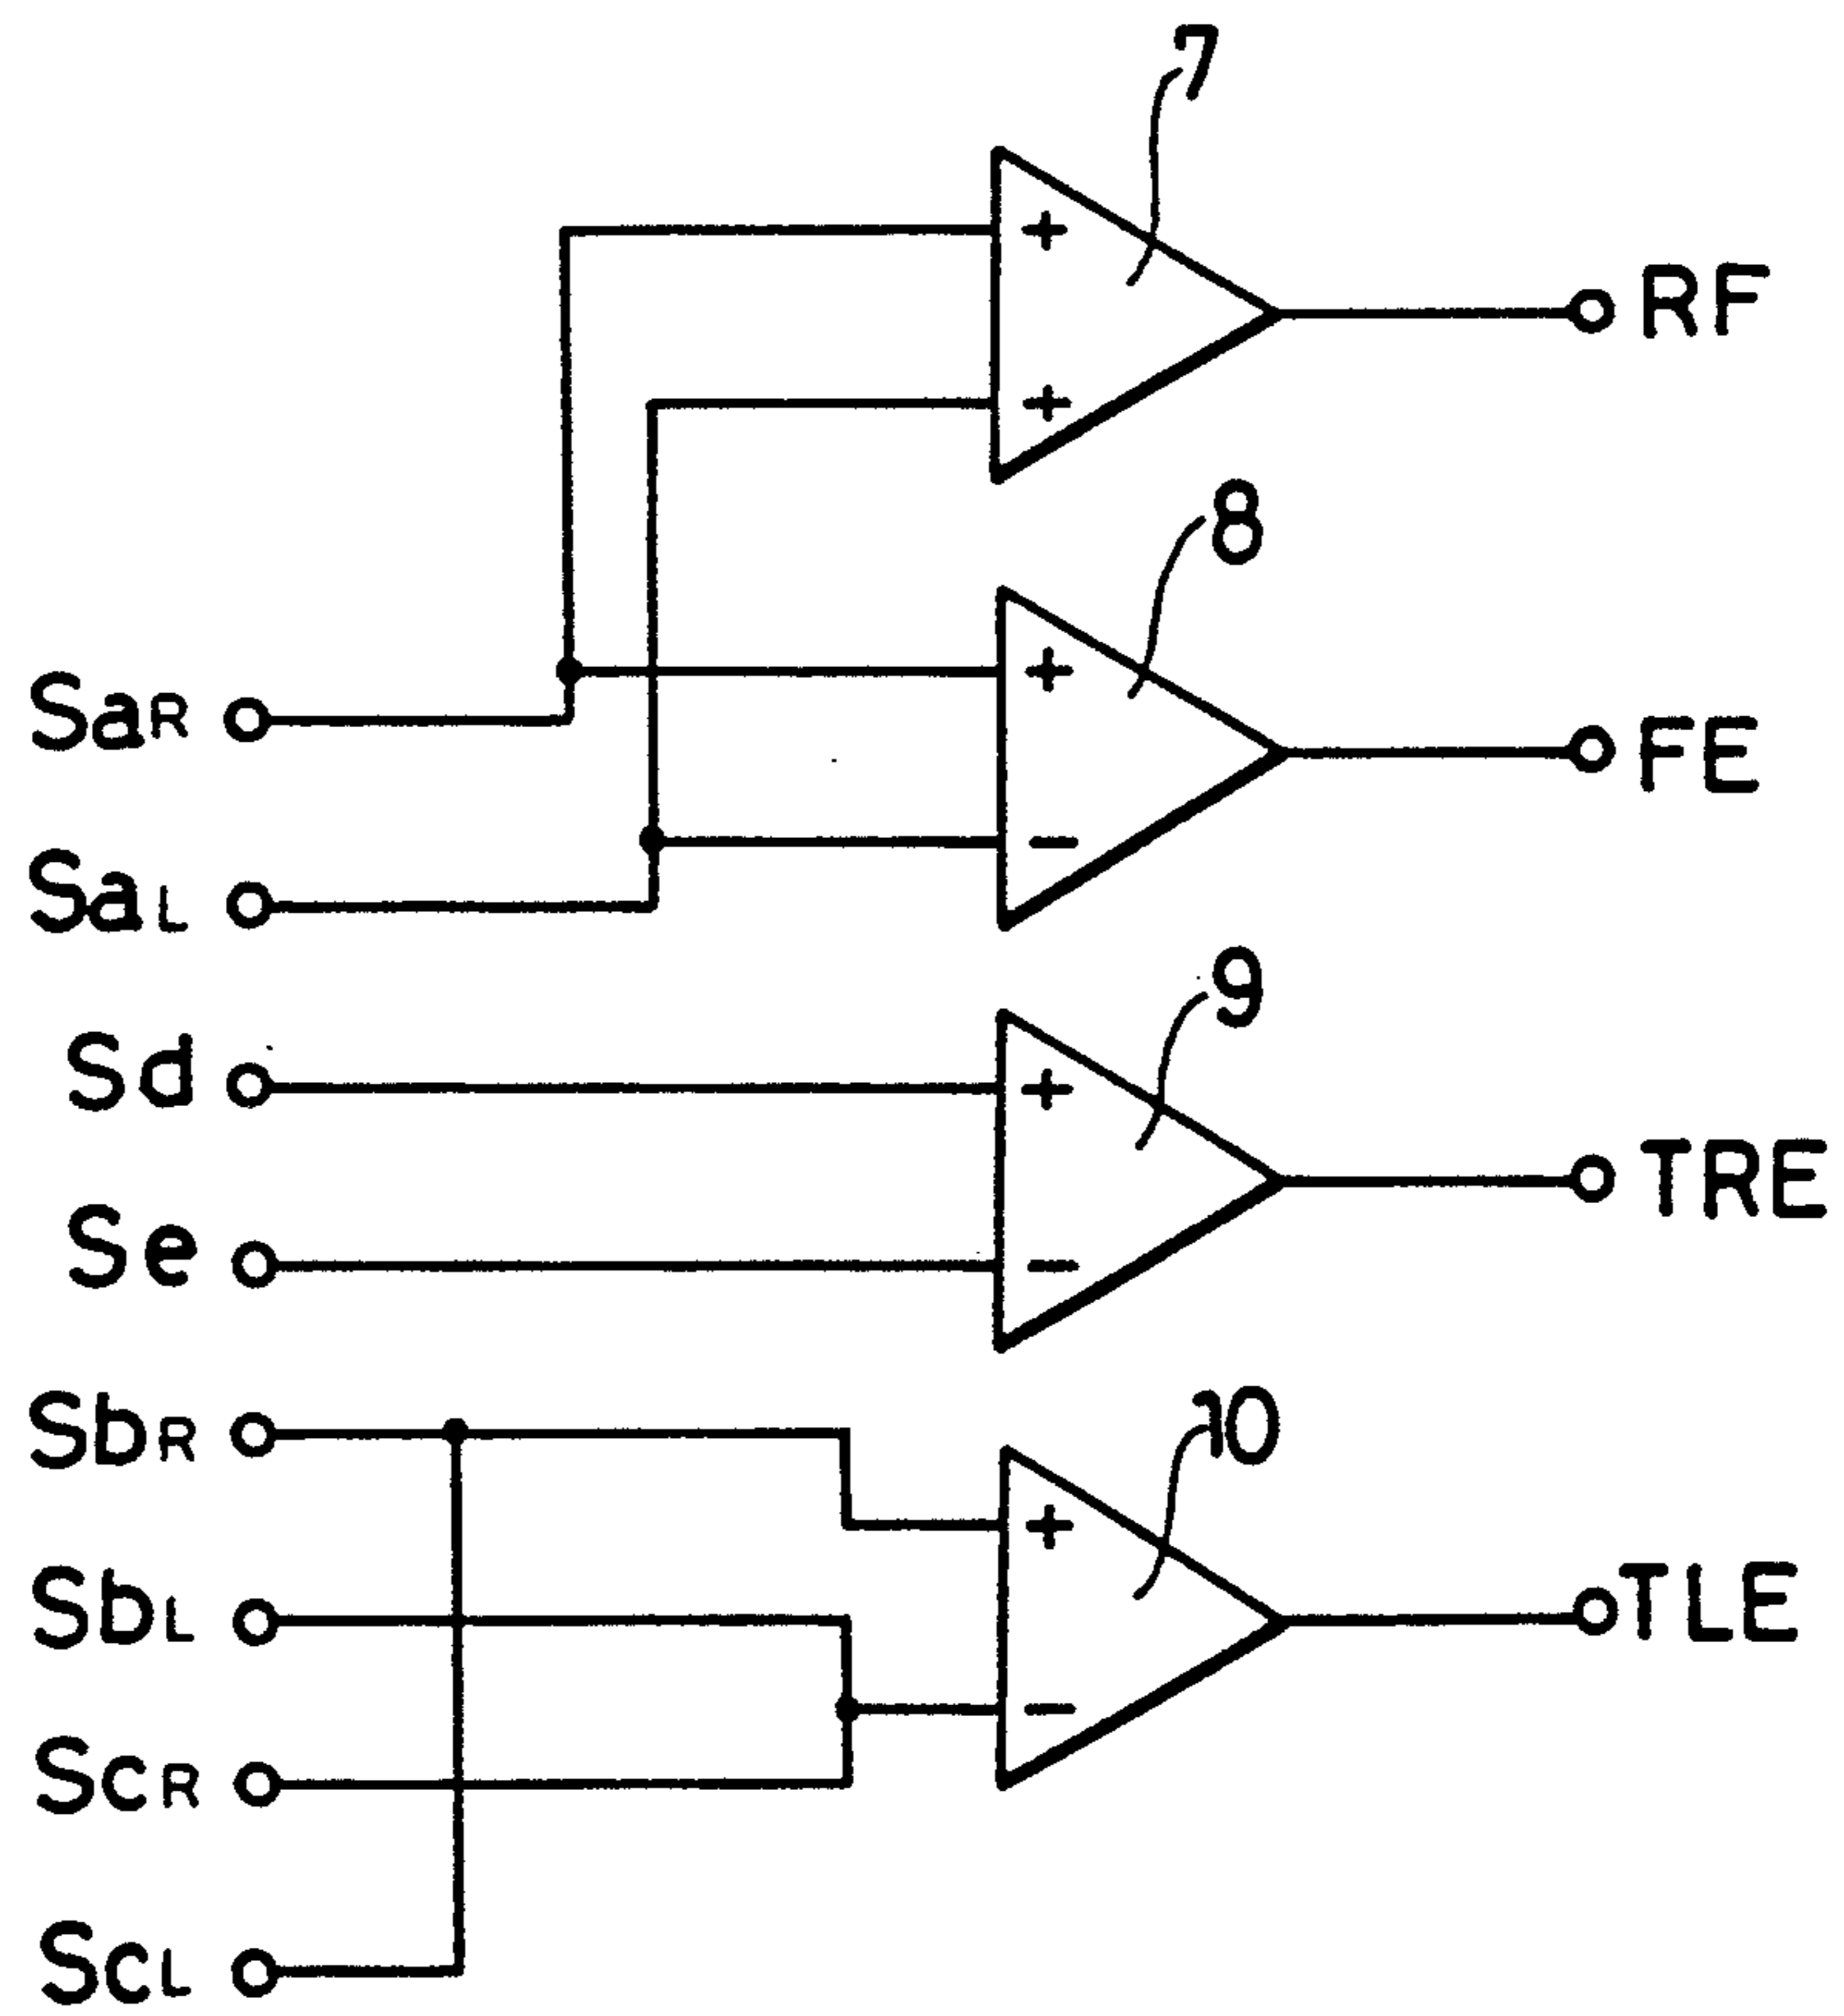 7
+
RF
+
8
SaR
+
FE
SaL
−
9
Sd
+
TRE
Se
−
SbR
10
+
SbL
TLE
−
ScR
ScL